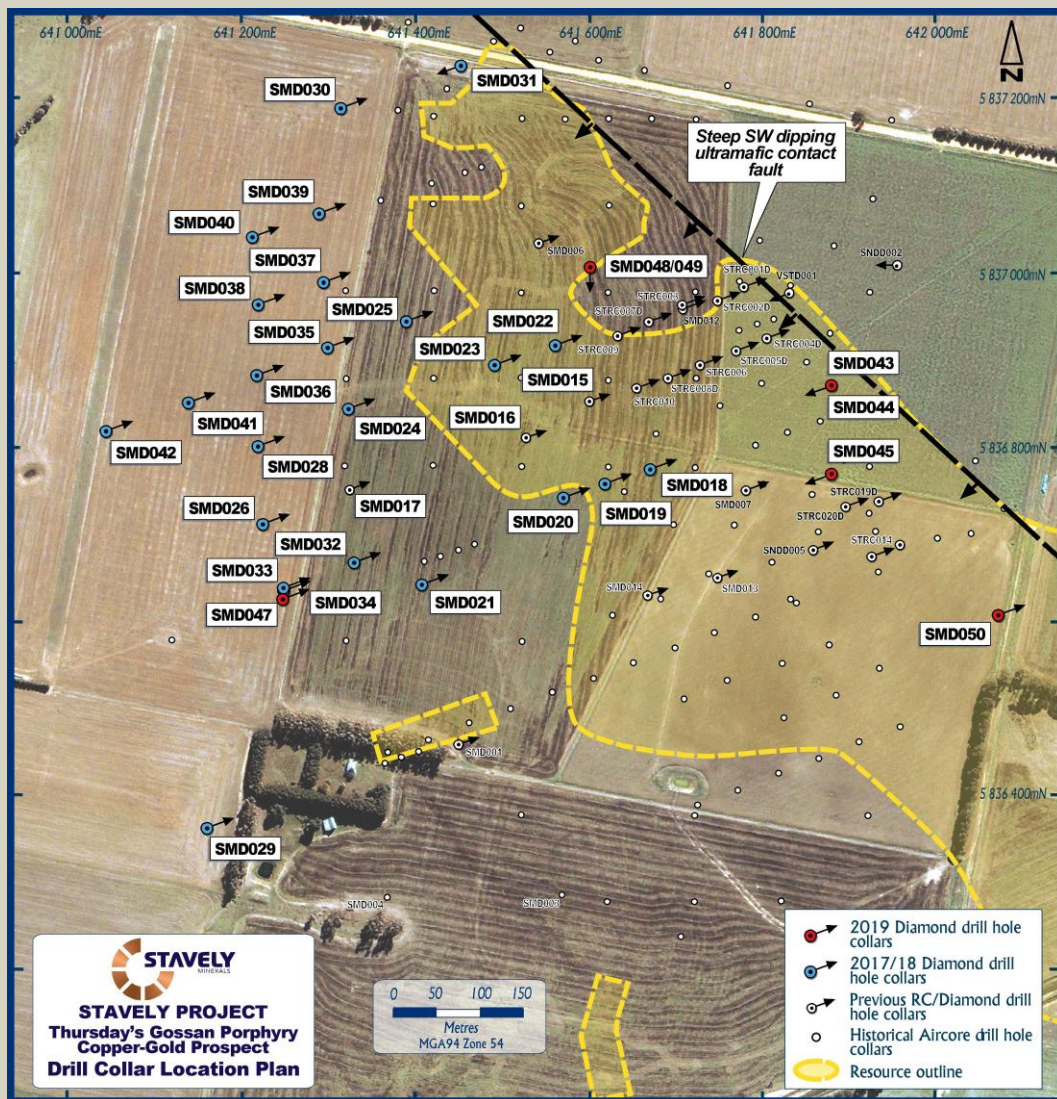 641 000mE
641 200mE
641 400mE
641 600mE
641 800mE
642 000mE
N
SMD031
SMD030
5 837 200mN
Steep SW dipping
ultramafic contact
fault
SMD039
SMD040
SMD006
SNDD002
SMD037
SMD048/049
STRC001D
VSTD001
5 837 000mN
SMD038
SMD025
SMD022
STRC007D
STRC003
SMD012
STRC002D
SMD035
SMD023
STRC009
STRC004D
STRC005D
SMD043
SMD036
SMD015
STRC006
STRC008D
STRC010
SMD044
SMD041
SMD024
SMD016
SMD042
SMD028
SMD045
5 836 800mN
SMD018
SMD017
SMD019
SMD007
STRC019D
SMD026
SMD020
STRC020D
SMD032
SNDD005
STRC014
SMD033
SMD034
SMD021
SMD014
SMD013
SMD047
SMD050
SMD001
5 836 400mN
SMD029
SMD004
SMD003
STAVELY
MINERALS
STAVELY PROJECT
Thursday's Gossan Porphyry
Copper-Gold Prospect
Drill Collar Location Plan
0 50 100 150
Metres
MGA94 Zone 54
2019 Diamond drill hole
collars
2017/18 Diamond drill
hole collars
Previous RC/Diamond drill
hole collars
Historical Aircore drill hole
collars
Resource outline